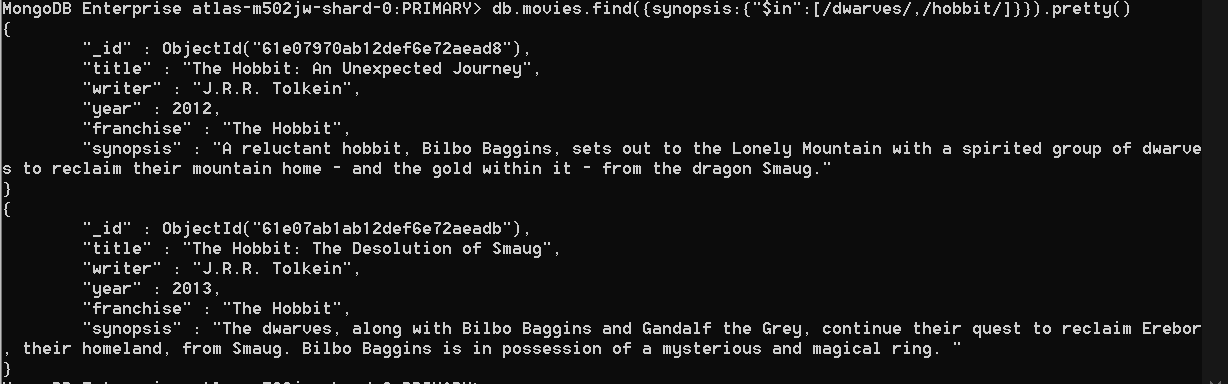 MongoDB Enterprise atlas-m502jw-shard-0:PRIMARY> db.movies.find({synopsis:{"$in":[/dwarves/,/hobbit/]}}).pretty()
{
"_id" : ObjectId("61e07970ab12def6e72aead8"),
"title" : "The Hobbit: An Unexpected Journey",
"writer" : "J.R.R. Tolkein",
"year" : 2012,
"franchise" : "The Hobbit",
"synopsis" : "A reluctant hobbit, Bilbo Baggins, sets out to the Lonely Mountain with a spirited group of dwarve
s to reclaim their mountain home - and the gold within it - from the dragon Smaug."
}
{
"_id" : ObjectId("61e07ab1ab12def6e72aeadb"),
"title" : "The Hobbit: The Desolution of Smaug",
"writer" : "J.R.R. Tolkein",
"year" : 2013,
"franchise" : "The Hobbit",
"synopsis" : "The dwarves, along with Bilbo Baggins and Gandalf the Grey, continue their quest to reclaim Erebor
, their homeland, from Smaug. Bilbo Baggins is in possession of a mysterious and magical ring. "
}